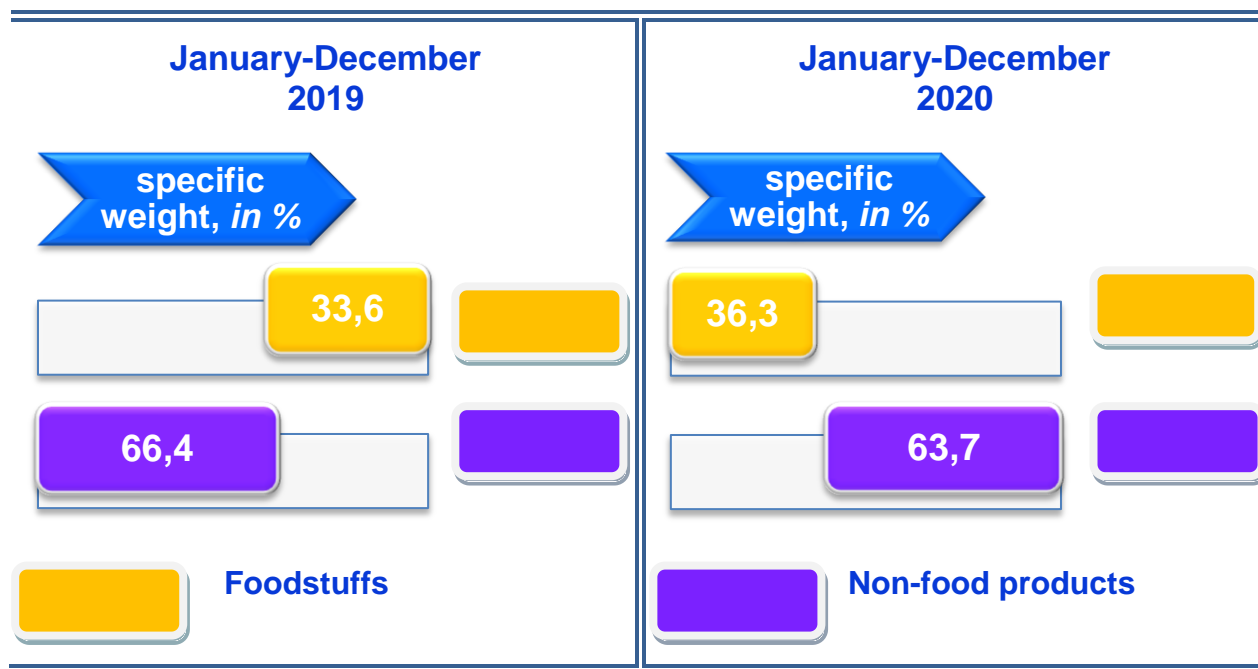 January-December
2019
specific
weight, in %
33,6
66,4
Foodstuffs
January-December
2020
specific
weight, in %
36,3
63,7
Non-food products